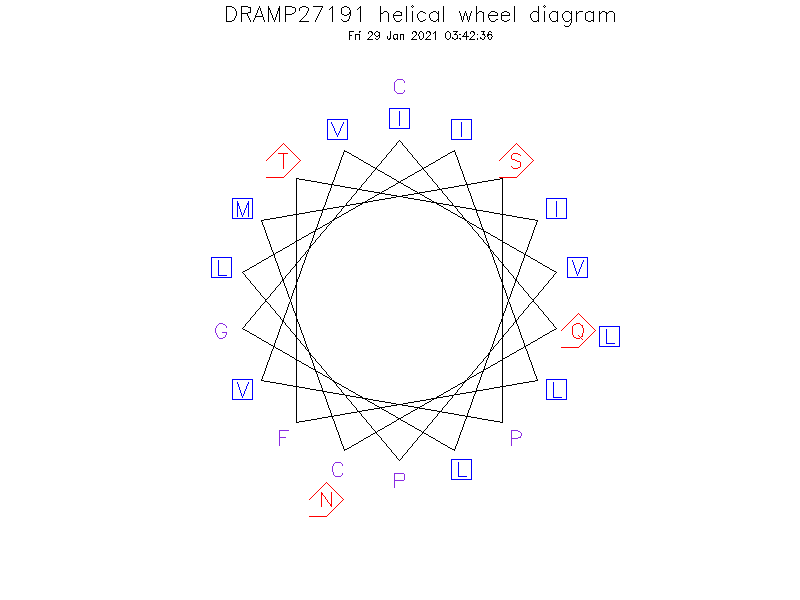 DRAMP27191 helical wheel diagram
Fri 29 Jan 2021 03:42:36
C
V I I
T S
M I
L V
G Q L
V L
F P
C P L
N